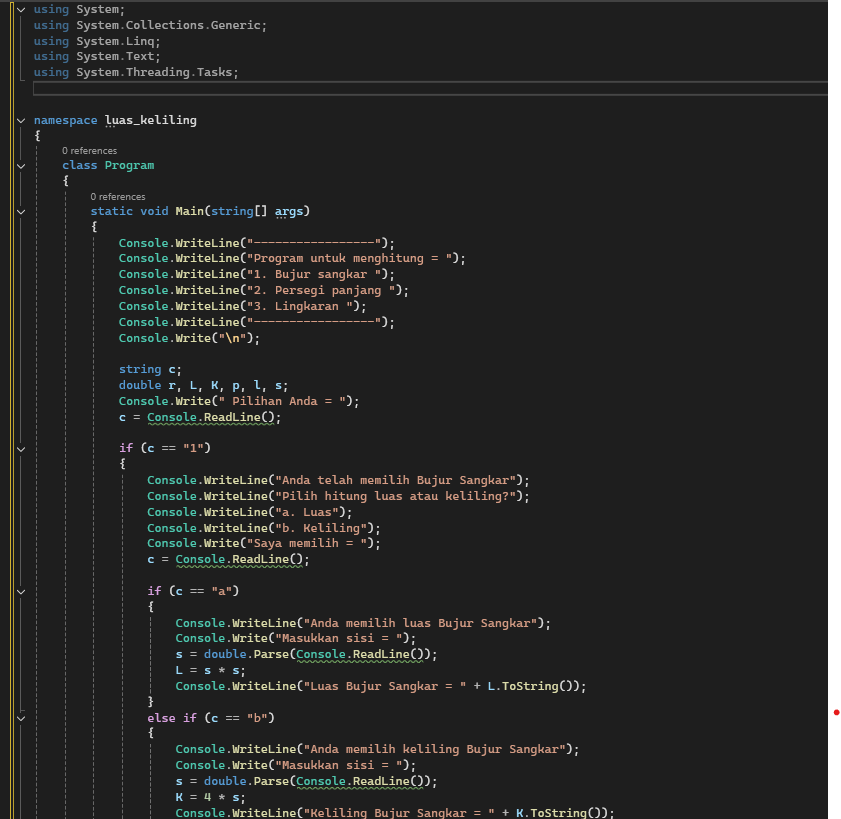 using System;
using System.Collections.Generic;
using System.Linq;
using System.Text;
using System.Threading.Tasks;
namespace luas_keliling
{
0 references
class Program
{
0 references
static void Main(string[] args)
{
Console.WriteLine("-----------------");
Console.WriteLine("Program untuk menghitung = ");
Console.WriteLine("1. Bujur sangkar ");
Console.WriteLine("2. Persegi panjang ");
Console.WriteLine("3. Lingkaran ");
Console.WriteLine("-----------------");
Console.Write("\n");
string c;
double r, L, K, p, l, s;
Console.Write(" Pilihan Anda = ");
c = Console.ReadLine();
if (c == "1")
{
Console.WriteLine("Anda telah memilih Bujur Sangkar");
Console.WriteLine("Pilih hitung luas atau keliling?");
Console.WriteLine("a. Luas");
Console.WriteLine("b. Keliling");
Console.Write("Saya memilih = ");
c = Console.ReadLine();
if (c == "a")
{
Console.WriteLine("Anda memilih luas Bujur Sangkar");
Console.Write("Masukkan sisi = ");
s = double.Parse(Console.ReadLine());
L = s * s;
Console.WriteLine("Luas Bujur Sangkar = " + L.ToString());
}
else if (c == "b")
{
Console.WriteLine("Anda memilih keliling Bujur Sangkar");
Console.Write("Masukkan sisi = ");
s = double.Parse(Console.ReadLine());
K = 4 * s;
Console.WriteLine("Keliling Bujur Sangkar = " + K.ToString());